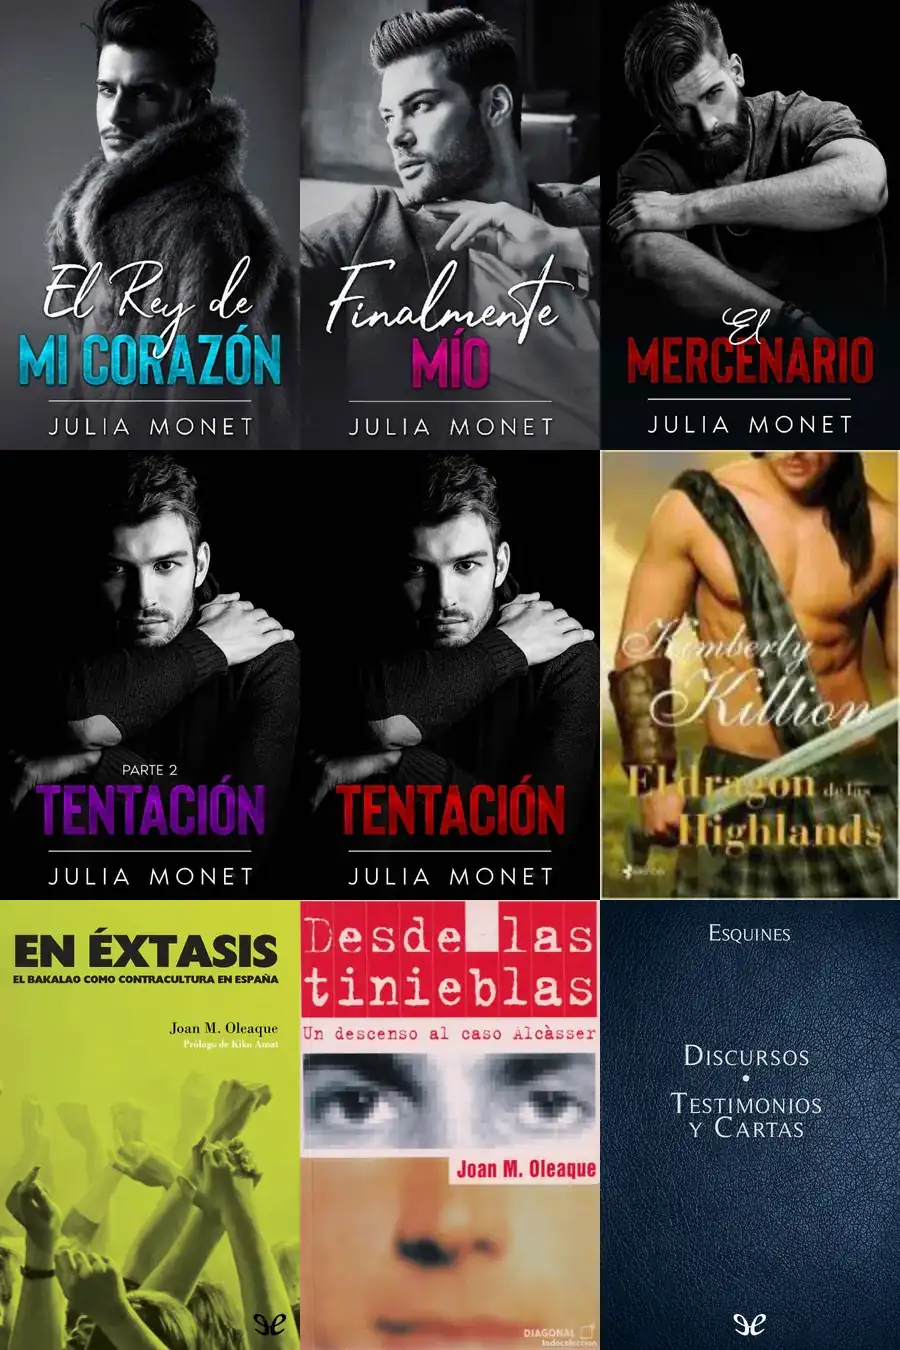 El Rey de
MI CORAZÓN
JULIA MONET
Finalmente
MÍO
JULIA MONET
El
MERCENARIO
JULIA MONET
PARTE 2
TENTACIÓN
JULIA MONET
TENTACIÓN
JULIA MONET
Kimberly
Killion
El dragon de las
Highlands
EN ÉXTASIS
EL BAKALAO COMO CONTRACULTURA EN ESPAÑA
Joan M. Oleaque
Prólogo de Kiko Amat
Desde las
tinieblas
Un descenso al caso Alcàsser
Joan M. Oleaque
DIAGONAL
todocoleccion
ESQUINES
DISCURSOS
•
TESTIMONIOS
Y CARTAS